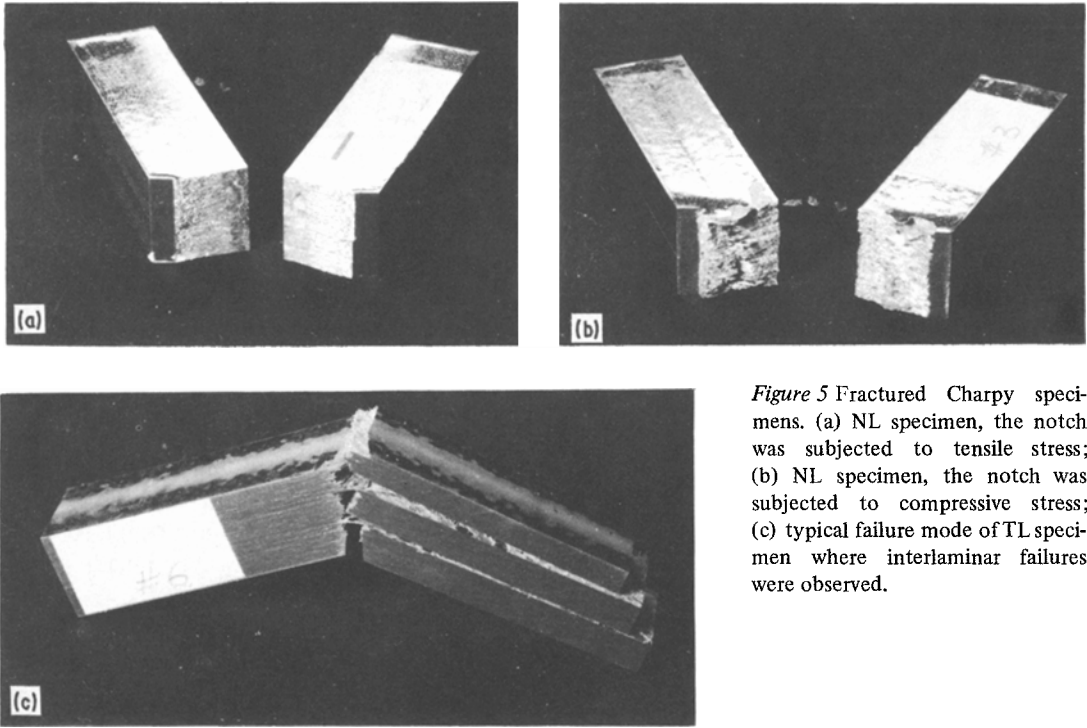 (a)
(b)
#3
Figure 5 Fractured Charpy speci-
mens. (a) NL specimen, the notch
was subjected to tensile stress;
(b) NL specimen, the notch was
subjected to compressive stress;
(c) typical failure mode of TL speci-
men where interlaminar failures
were observed.
#6
(c)